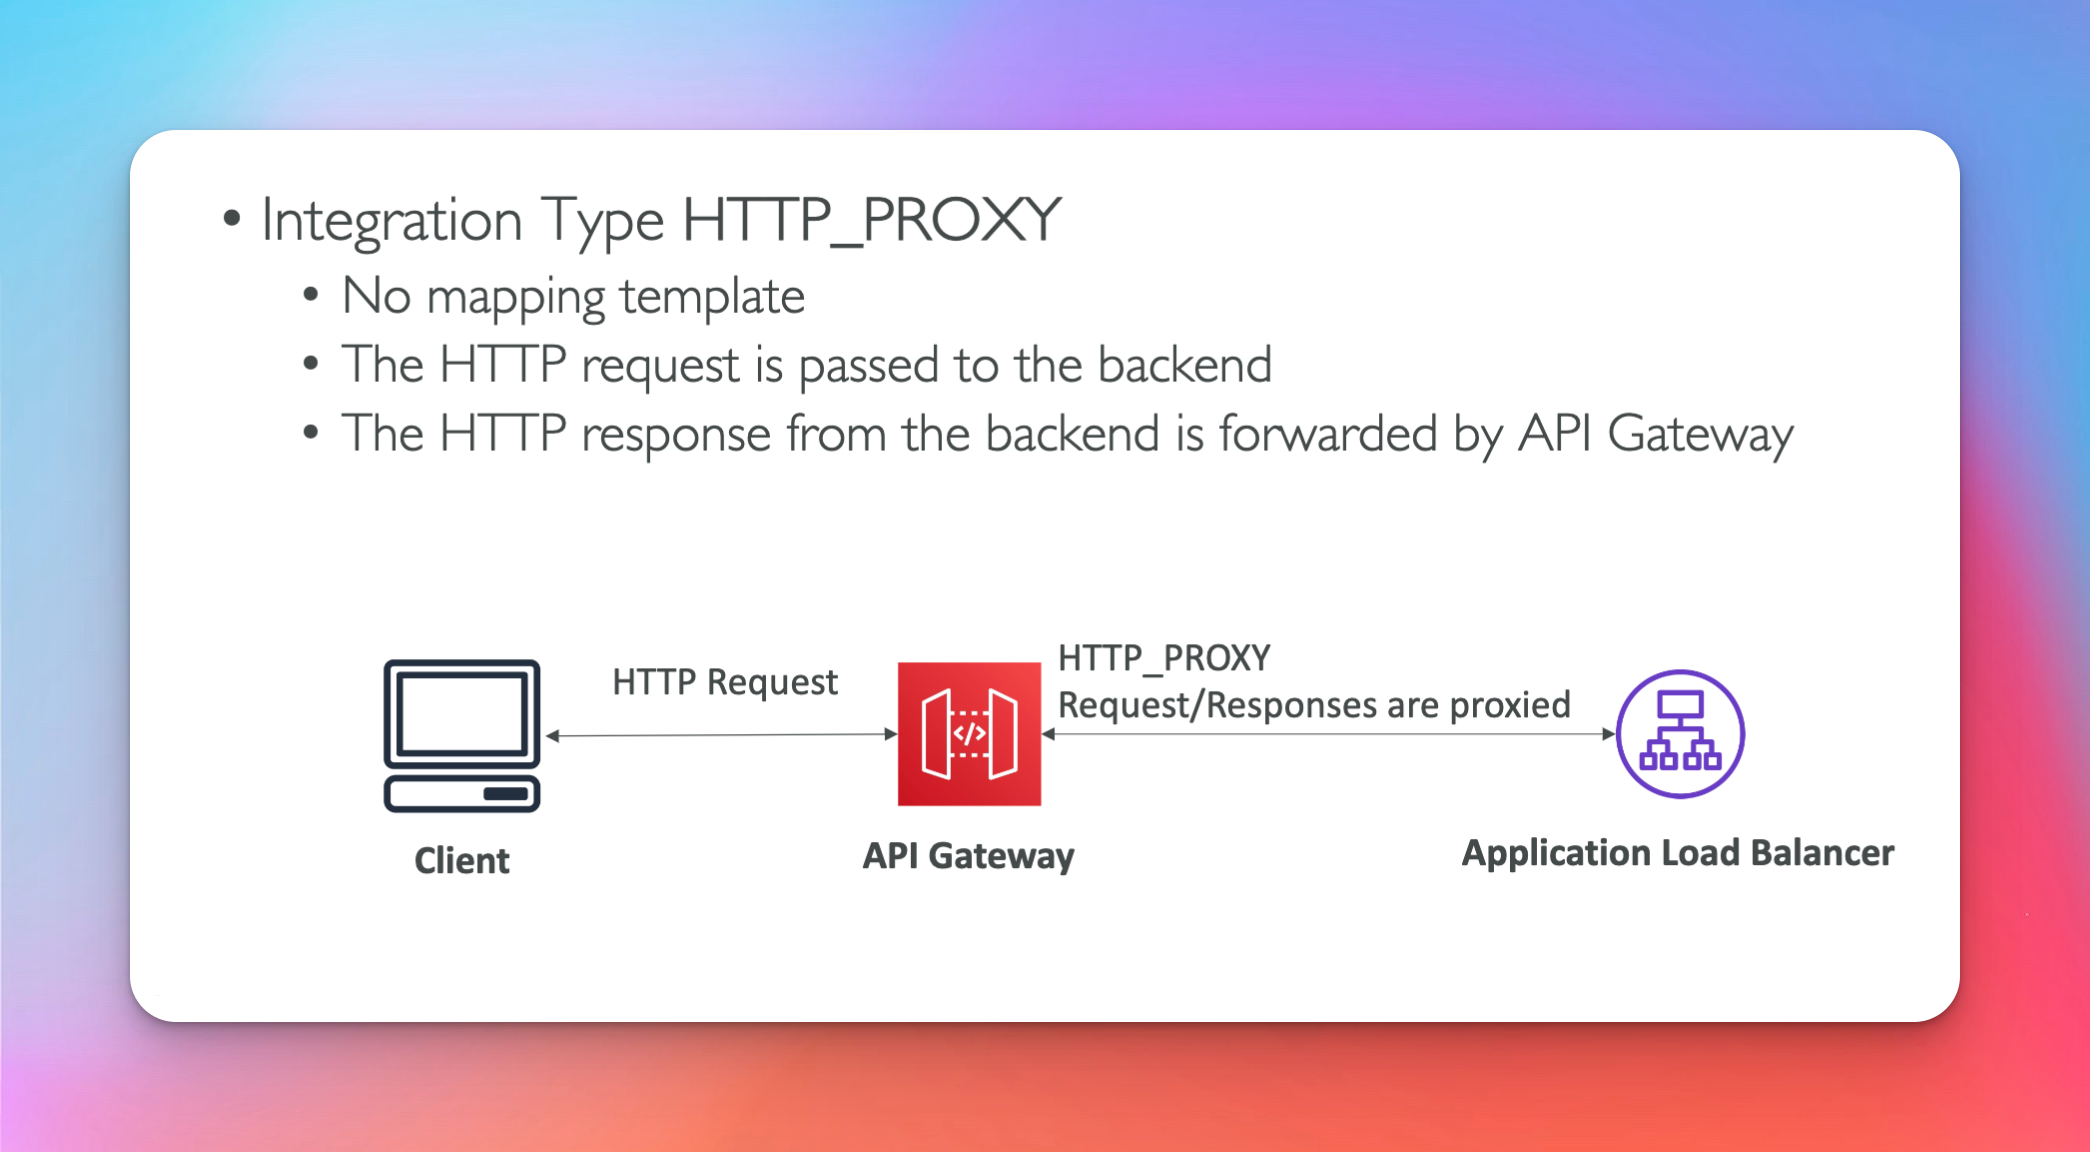 • Integration Type HTTP_PROXY
• No mapping template
• The HTTP request is passed to the backend
• The HTTP response from the backend is forwarded by API Gateway
HTTP Request
HTTP_PROXY
Request/Responses are proxied
</>
Client
API Gateway
Application Load Balancer